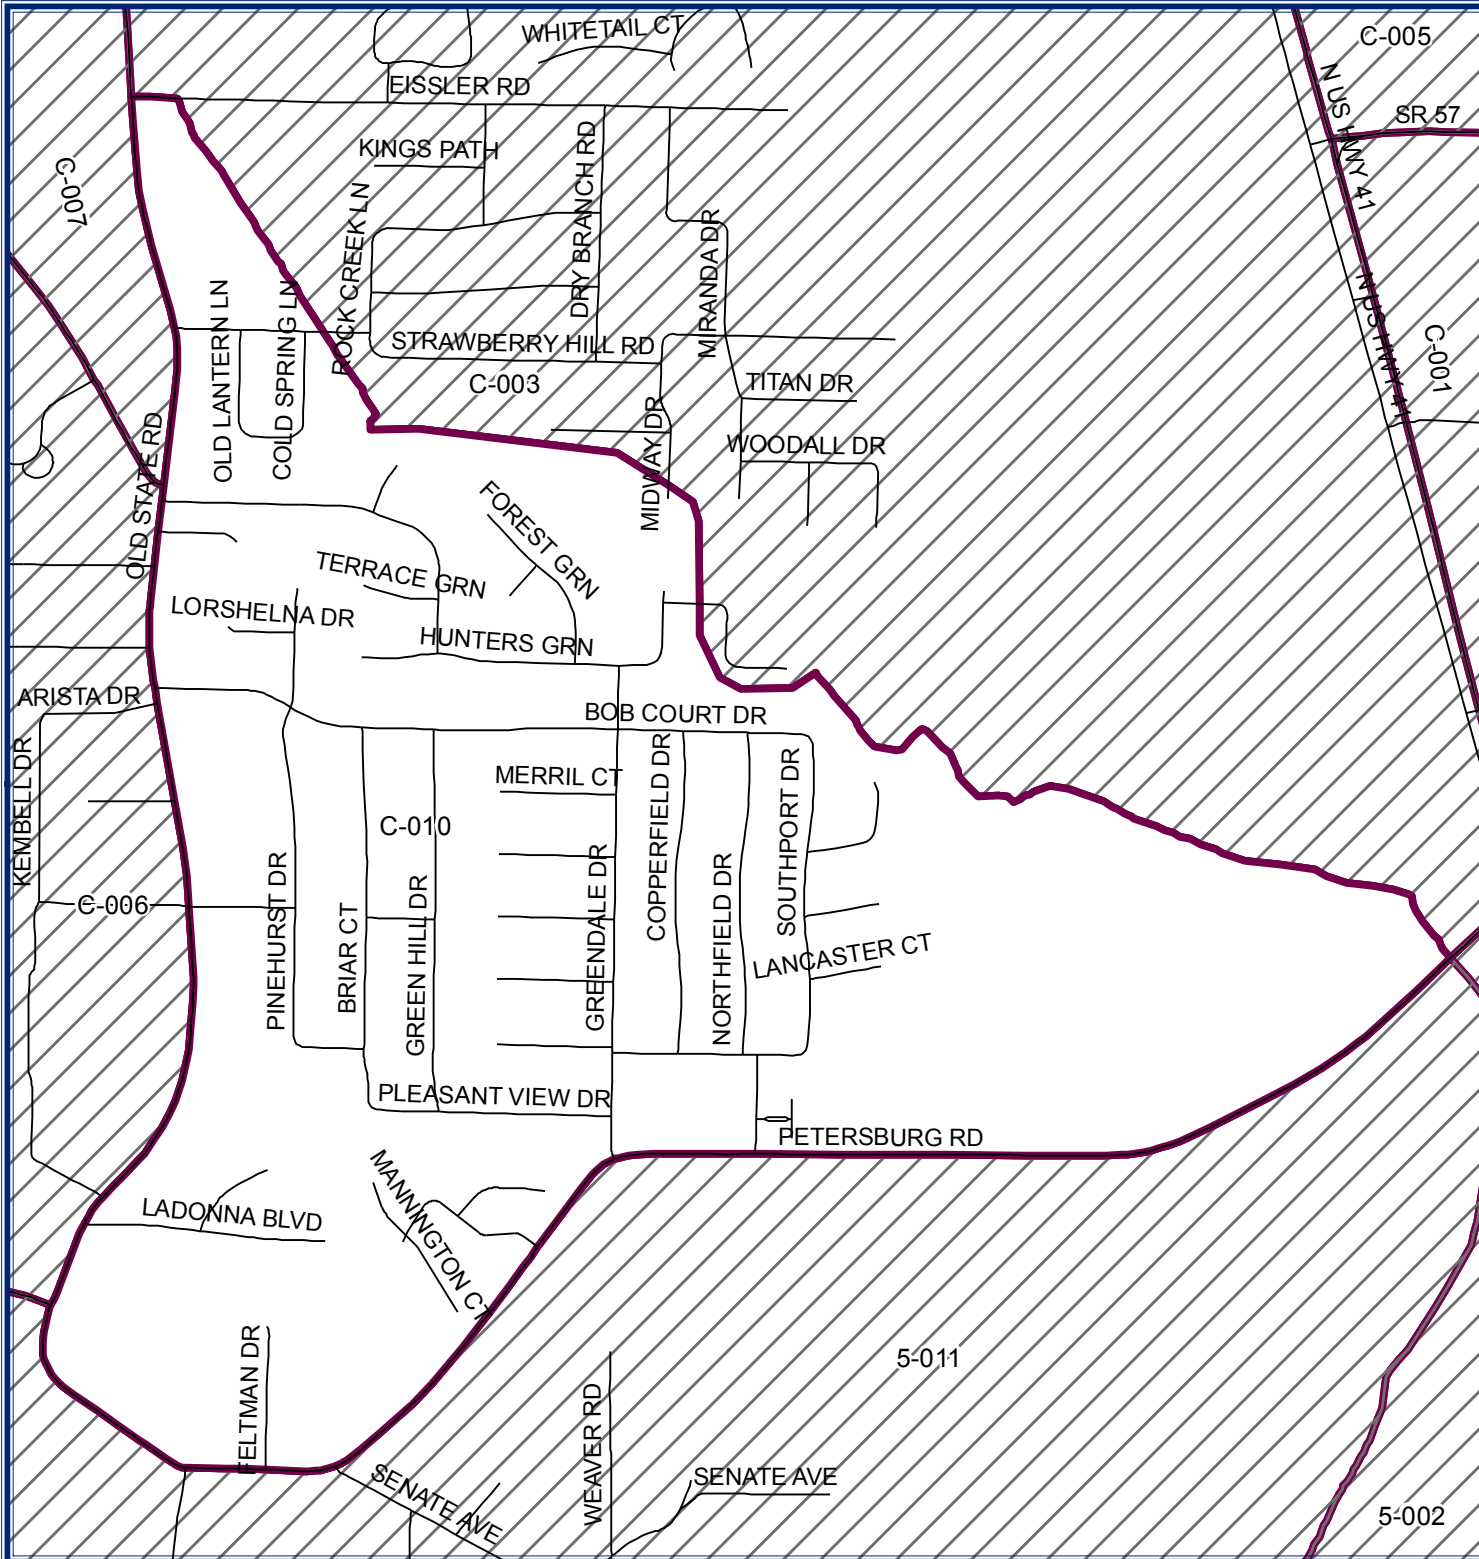 WHITETAIL CT
C-005
EISSLER RD
N US HWY 41
SR 57
KINGS PATH
C-007
DRY BRANCH RD
ROCK CREEK LN
MIRANDA DR
OLD LANTERN LN
COLD SPRING LN
N US HWY 41
STRAWBERRY HILL RD
C-001
C-003
TITAN DR
MIDWAY DR
WOODALL DR
OLD STATE RD
FOREST GRN
TERRACE GRN
LORSHELNA DR
HUNTERS GRN
ARISTA DR
BOB COURT DR
KEMBELL DR
MERRIL CT
COPPERFIELD DR
SOUTHPORT DR
C-010
C-006
PINEHURST DR
BRIAR CT
GREEN HILL DR
GREENDALE DR
NORTHFIELD DR
LANCASTER CT
PLEASANT VIEW DR
PETERSBURG RD
MANNINGTON CT
LADONNA BLVD
FELTMAN DR
5-011
WEAVER RD
SENATE AVE
SENATE AVE
5-002